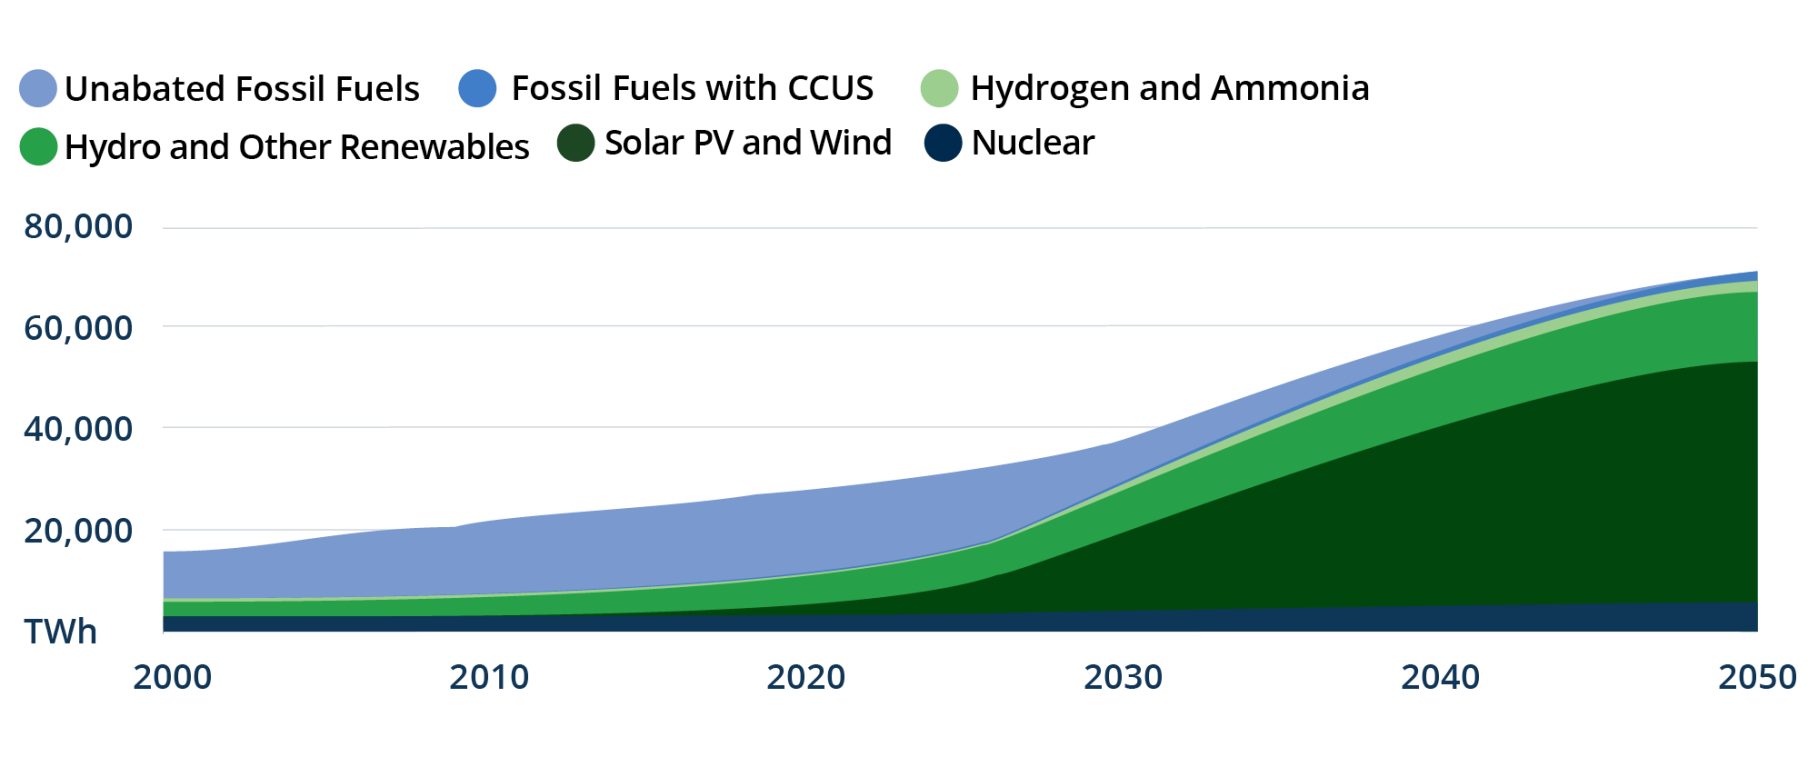 Unabated Fossil Fuels Fossil Fuels with CCUS Hydrogen and Ammonia
Hydro and Other Renewables Solar PV and Wind Nuclear
80,000
60,000
40,000
20,000
TWh
2000 2010 2020 2030 2040 2050